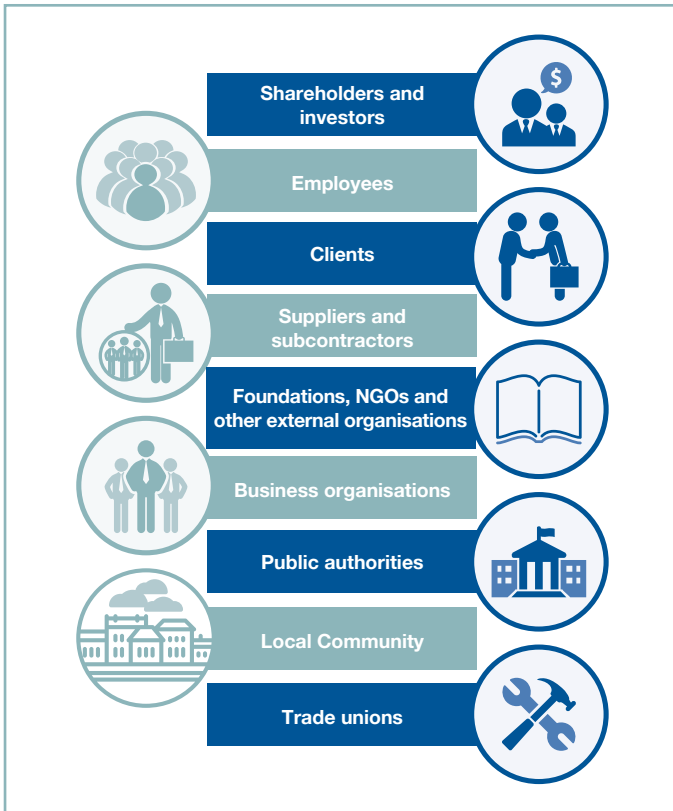 $
Shareholders and
investors
Employees
Clients
Suppliers and
subcontractors
Foundations, NGOs and
other external organisations
Business organisations
Public authorities
Local Community
Trade unions